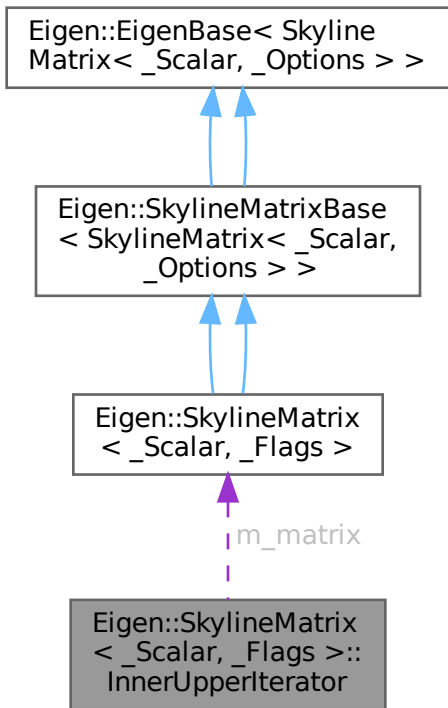 Eigen::EigenBase< Skyline
Matrix< _Scalar, _Options > >
Eigen::SkylineMatrixBase
< SkylineMatrix< _Scalar,
_Options > >
Eigen::SkylineMatrix
< _Scalar, _Flags >
m_matrix
Eigen::SkylineMatrix
< _Scalar, _Flags >::
InnerUpperIterator